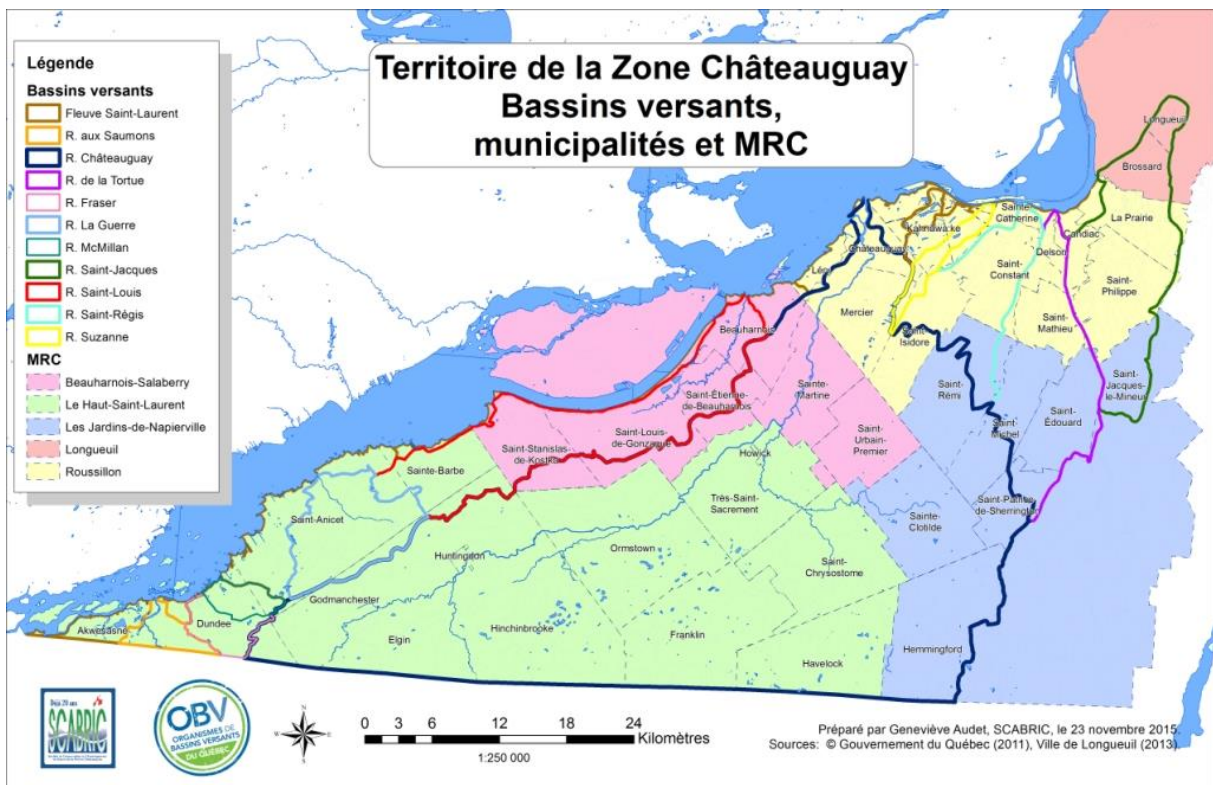 Territoire de la Zone Châteauguay
Bassins versants,
municipalités et MRC
Légende
Bassins versants
Fleuve Saint-Laurent
R. aux Saumons
R. Châteauguay
R. de la Tortue
R. Fraser
R. La Guerre
R. McMillan
R. Saint-Jacques
R. Saint-Louis
R. Saint-Régis
R. Suzanne
MRC
Beauharnois-Salaberry
Le Haut-Saint-Laurent
Les Jardins-de-Napierville
Longueuil
Roussillon
Longueuil
Brossard
La Prairie
Candiac
Sainte-
Catherine
Kahnawake
Delson
Châteauguay
Léry
Saint-
Constant
Saint-
Philippe
Mercier
Saint-
Mathieu
Saint-
Isidore
Beauharnois
Saint-
Rémi
Saint-
Jacques-
le-Mineur
Sainte-
Martine
Saint-Étienne-
de-Beauharnois
Saint-
Édouard
Saint-
Michel
Saint-
Urbain-
Premier
Saint-Louis-
de-Gonzague
Saint-Stanislas-
de-Kostka
Howick
Sainte-Barbe
Très-Saint-
Sacrement
Saint-Patrice-
de-Sherrington
Sainte-
Clotilde
Saint-Anicet
Ormstown
Huntingdon
Saint-
Chrysostome
Godmanchester
Dundee
Akwesasne
Elgin
Hinchinbrooke
Franklin
Hemmingford
Havelock
Déjà 20 ans
SCABRIC
OBV
ORGANISMES DE
BASSINS VERSANTS
DU QUÉBEC
N
0 3 6 12 18 24
Kilomètres
1:250 000
Préparé par Geneviève Audet, SCABRIC, le 23 novembre 2015.
Sources: © Gouvernement du Québec (2011), Ville de Longueuil (2013)